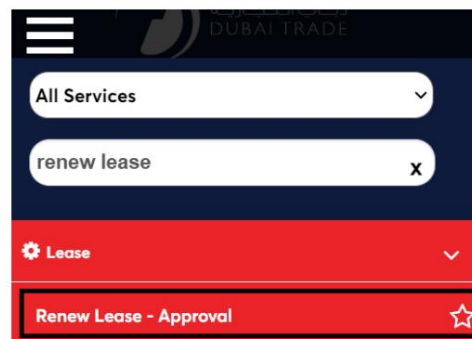 DUBAI TRADE
All Services
renew lease
x
Lease
Renew Lease - Approval